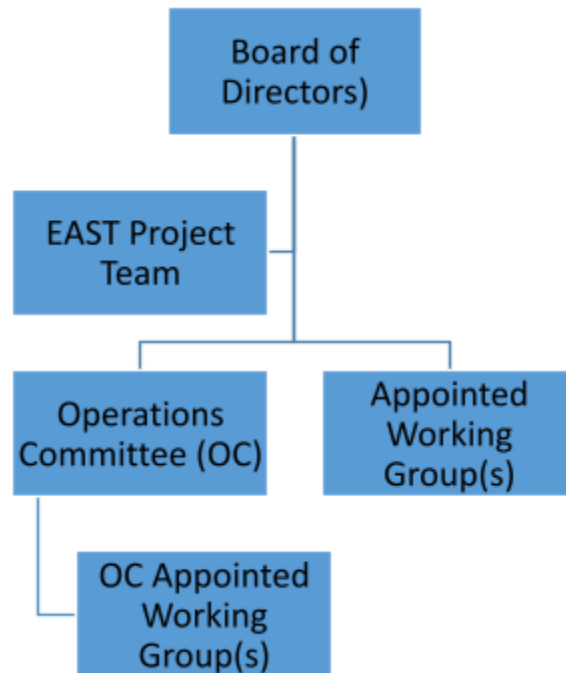 Board of
Directors)
EAST Project
Team
Operations
Committee (OC)
Appointed
Working
Group(s)
OC Appointed
Working
Group(s)